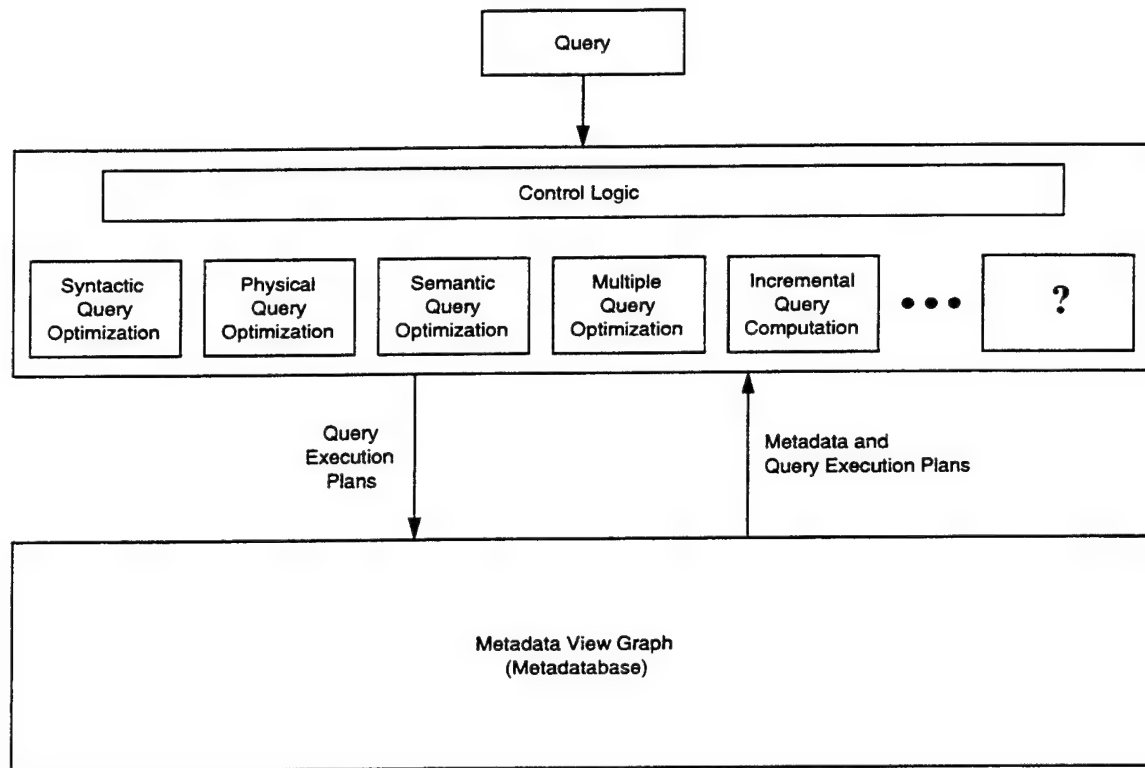 Query
Control Logic
Syntactic
Query
Optimization
Physical
Query
Optimization
Semantic
Query
Optimization
Multiple
Query
Optimization
Incremental
Query
Computation
?
Query
Execution
Plans
Metadata and
Query Execution Plans
Metadata View Graph
(Metadatabase)